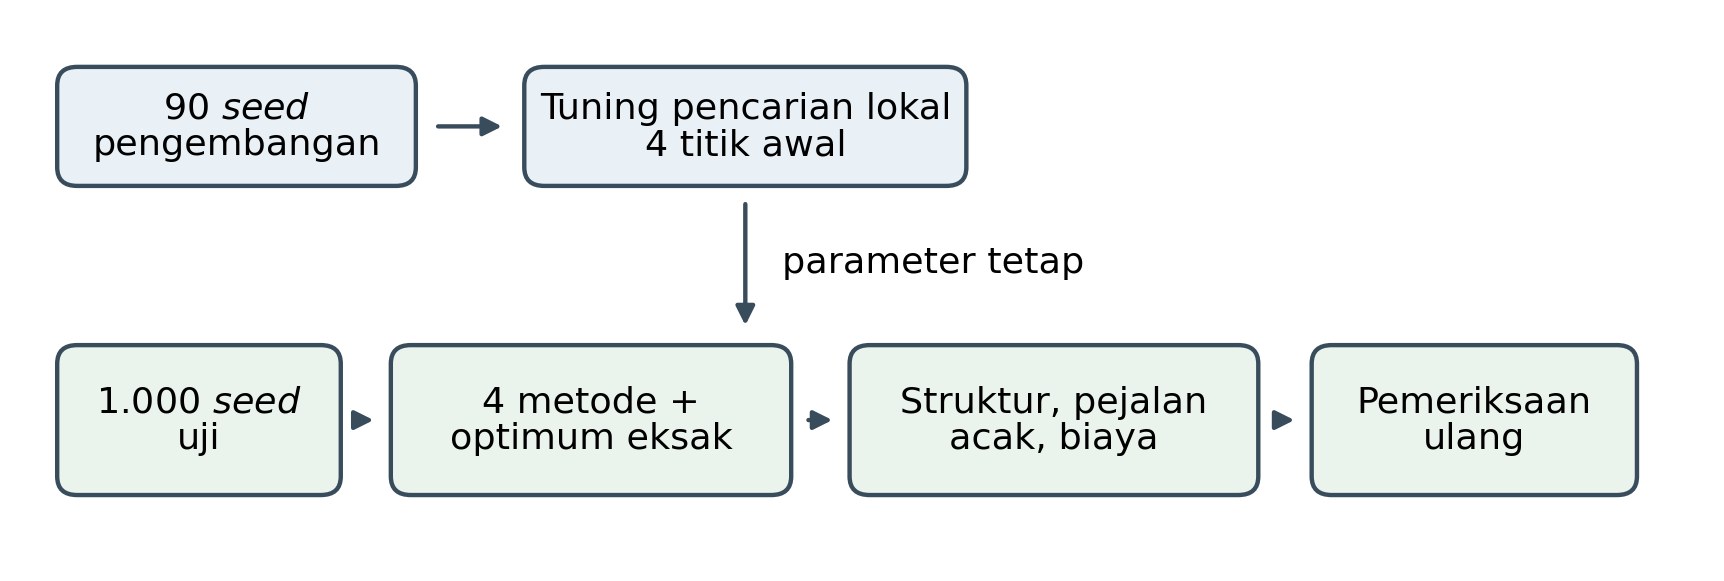 90 seed
pengembangan
Tuning pencarian lokal
4 titik awal
parameter tetap
1.000 seed
uji
4 metode +
optimum eksak
Struktur, pejalan
acak, biaya
Pemeriksaan
ulang